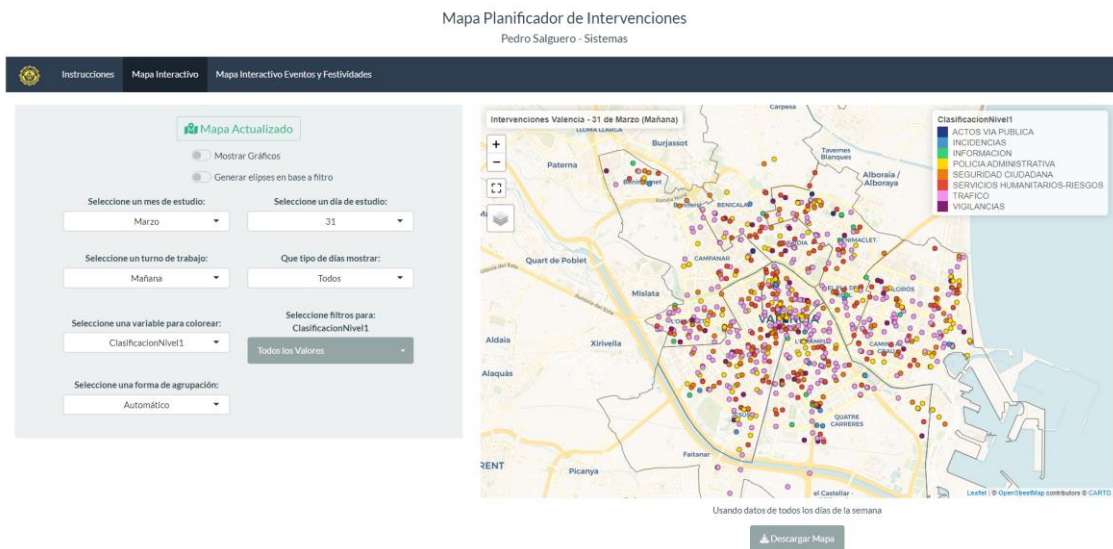 Mapa Planificador de Intervenciones
Pedro Salguero - Sistemas
Instrucciones
Mapa Interactivo
Mapa Interactivo Eventos y Festividades
Mapa Actualizado
Mostrar Gráficos
Generar elipses en base a filtro
Seleccione un mes de estudio:
Marzo
Seleccione un día de estudio:
31
Seleccione un turno de trabajo:
Mañana
Que tipo de días mostrar:
Todos
Seleccione una variable para colorear:
ClasificacionNivel1
Seleccione filtros para:
ClasificacionNivel1
Todos los Valores
Seleccione una forma de agrupación:
Automático
Intervenciones Valencia - 31 de Marzo (Mañana)
+
−
ClasificacionNivel1
ACTOS VIA PUBLICA
INCIDENCIAS
INFORMACION
POLICIA ADMINISTRATIVA
SEGURIDAD CIUDADANA
SERVICIOS HUMANITARIOS-RIESGOS
TRAFICO
VIGILANCIAS
Carpesa
LLUMA LLARGA
Burjassot
Tavernes
Blanques
Paterna
Alboraia /
Alboraya
CAMPANAR
Quart de Poblet
Mislata
Aldaia
Xirivella
Alaquàs
QUATRE
CARRERES
Faitanar
RENT
Picanya
el Castellar -
Leaflet | © OpenStreetMap contributors © CARTO
Usando datos de todos los días de la semana
Descargar Mapa